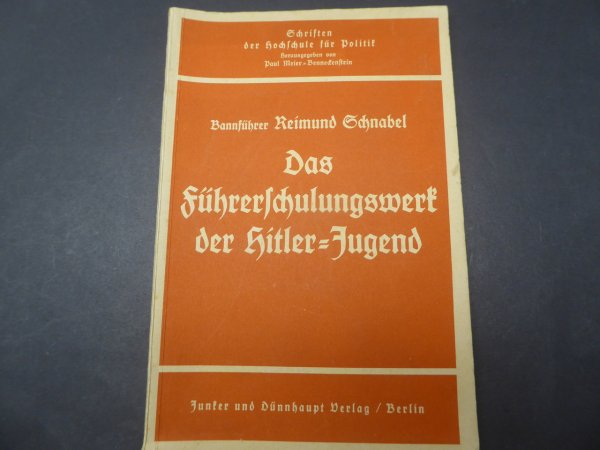 Schriften
der Hochschule für Politik
Herausgegeben von
Paul Meier-Benneckenstein
Bannführer Reimund Schnabel
Das
Führerschulungswerk
der Hitler-Jugend
Junker und Dünnhaupt Verlag / Berlin